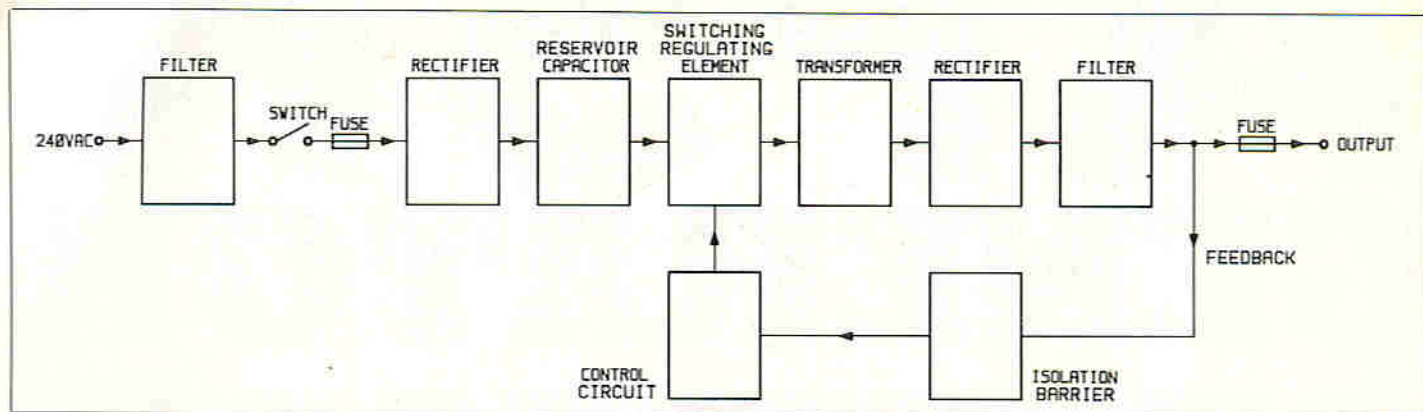 FILTER
SWITCH
FUSE
RECTIFIER
RESERVOIR
CAPACITOR
SWITCHING
REGULATING
ELEMENT
TRANSFORMER
RECTIFIER
FILTER
FUSE
240VAC
OUTPUT
FEEDBACK
CONTROL
CIRCUIT
ISOLATION
BARRIER